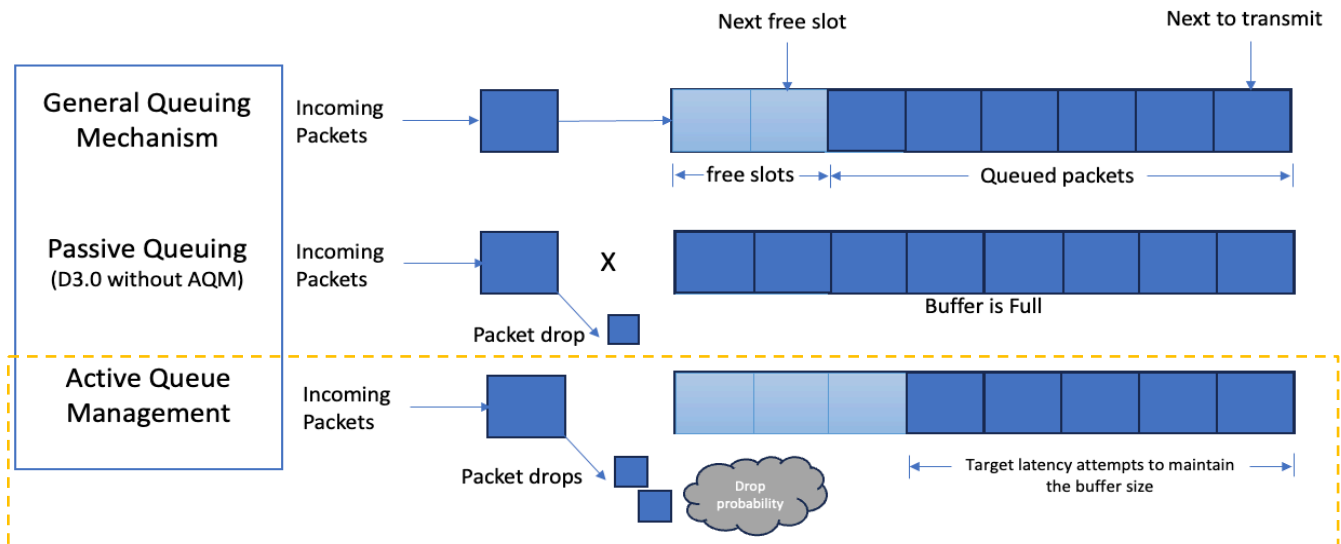 Next free slot
Next to transmit
General Queuing
Mechanism
Incoming
Packets
free slots
Queued packets
Passive Queuing
(D3.0 without AQM)
Incoming
Packets
X
Buffer is Full
Packet drop
Active Queue
Management
Incoming
Packets
Packet drops
Drop
probability
Target latency attempts to maintain
the buffer size